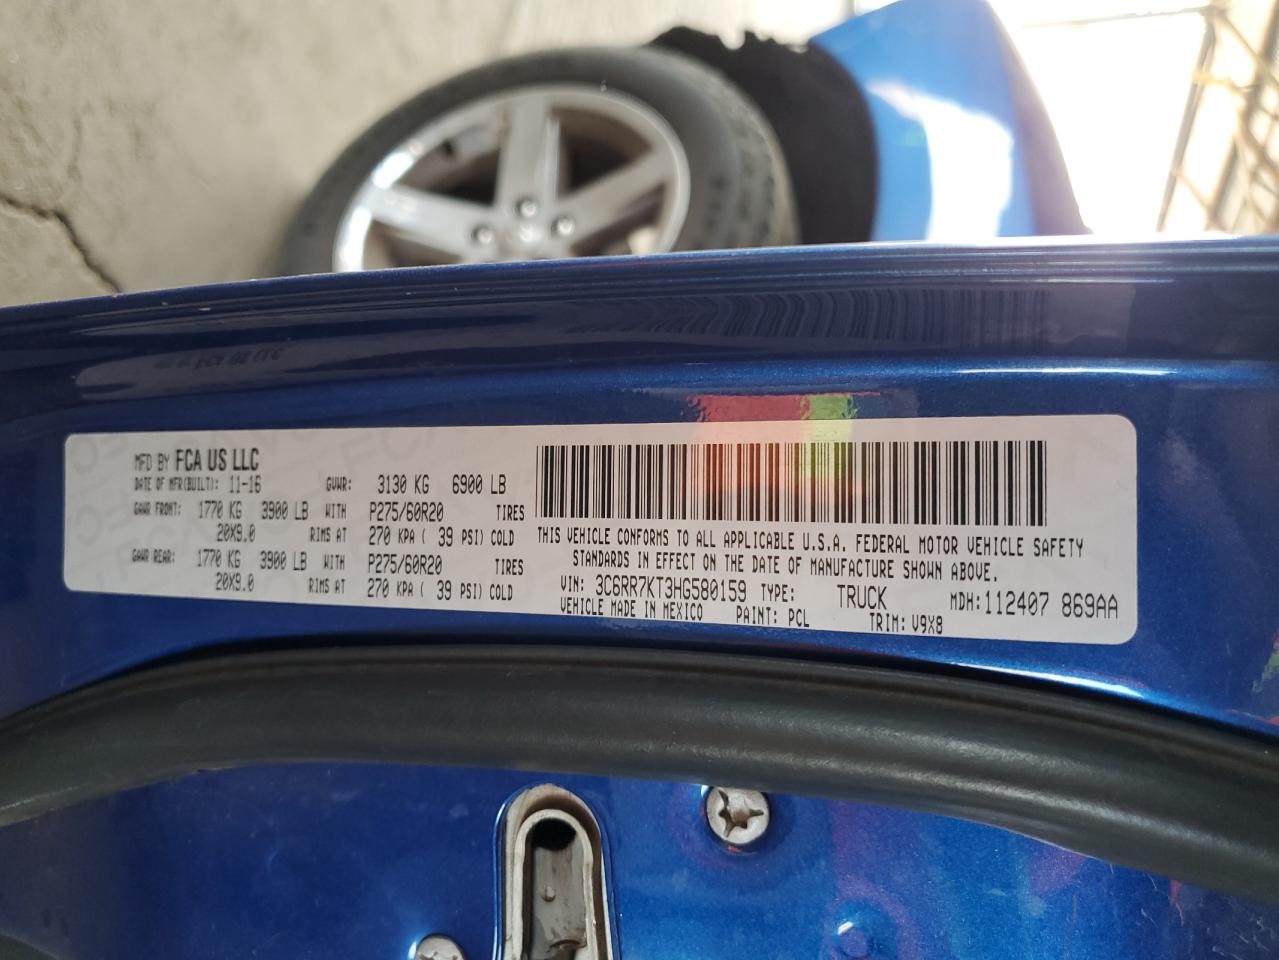 MFD BY FCA US LLC
DATE OF MFR(BUILT): 11-16 GVWR: 3130 KG 6900 LB
GAWR FRONT: 1770 KG 3900 LB WITH P275/60R20 TIRES
20X9.0 RIMS AT 270 KPA ( 39 PSI) COLD
GAWR REAR: 1770 KG 3900 LB WITH P275/60R20 TIRES
20X9.0 RIMS AT 270 KPA ( 39 PSI) COLD
THIS VEHICLE CONFORMS TO ALL APPLICABLE U.S.A. FEDERAL MOTOR VEHICLE SAFETY
STANDARDS IN EFFECT ON THE DATE OF MANUFACTURE SHOWN ABOVE.
VIN: 3C6RR7KT3HG580159 TYPE: TRUCK MDH:112407 869AA
VEHICLE MADE IN MEXICO PAINT: PCL TRIM: V9X8